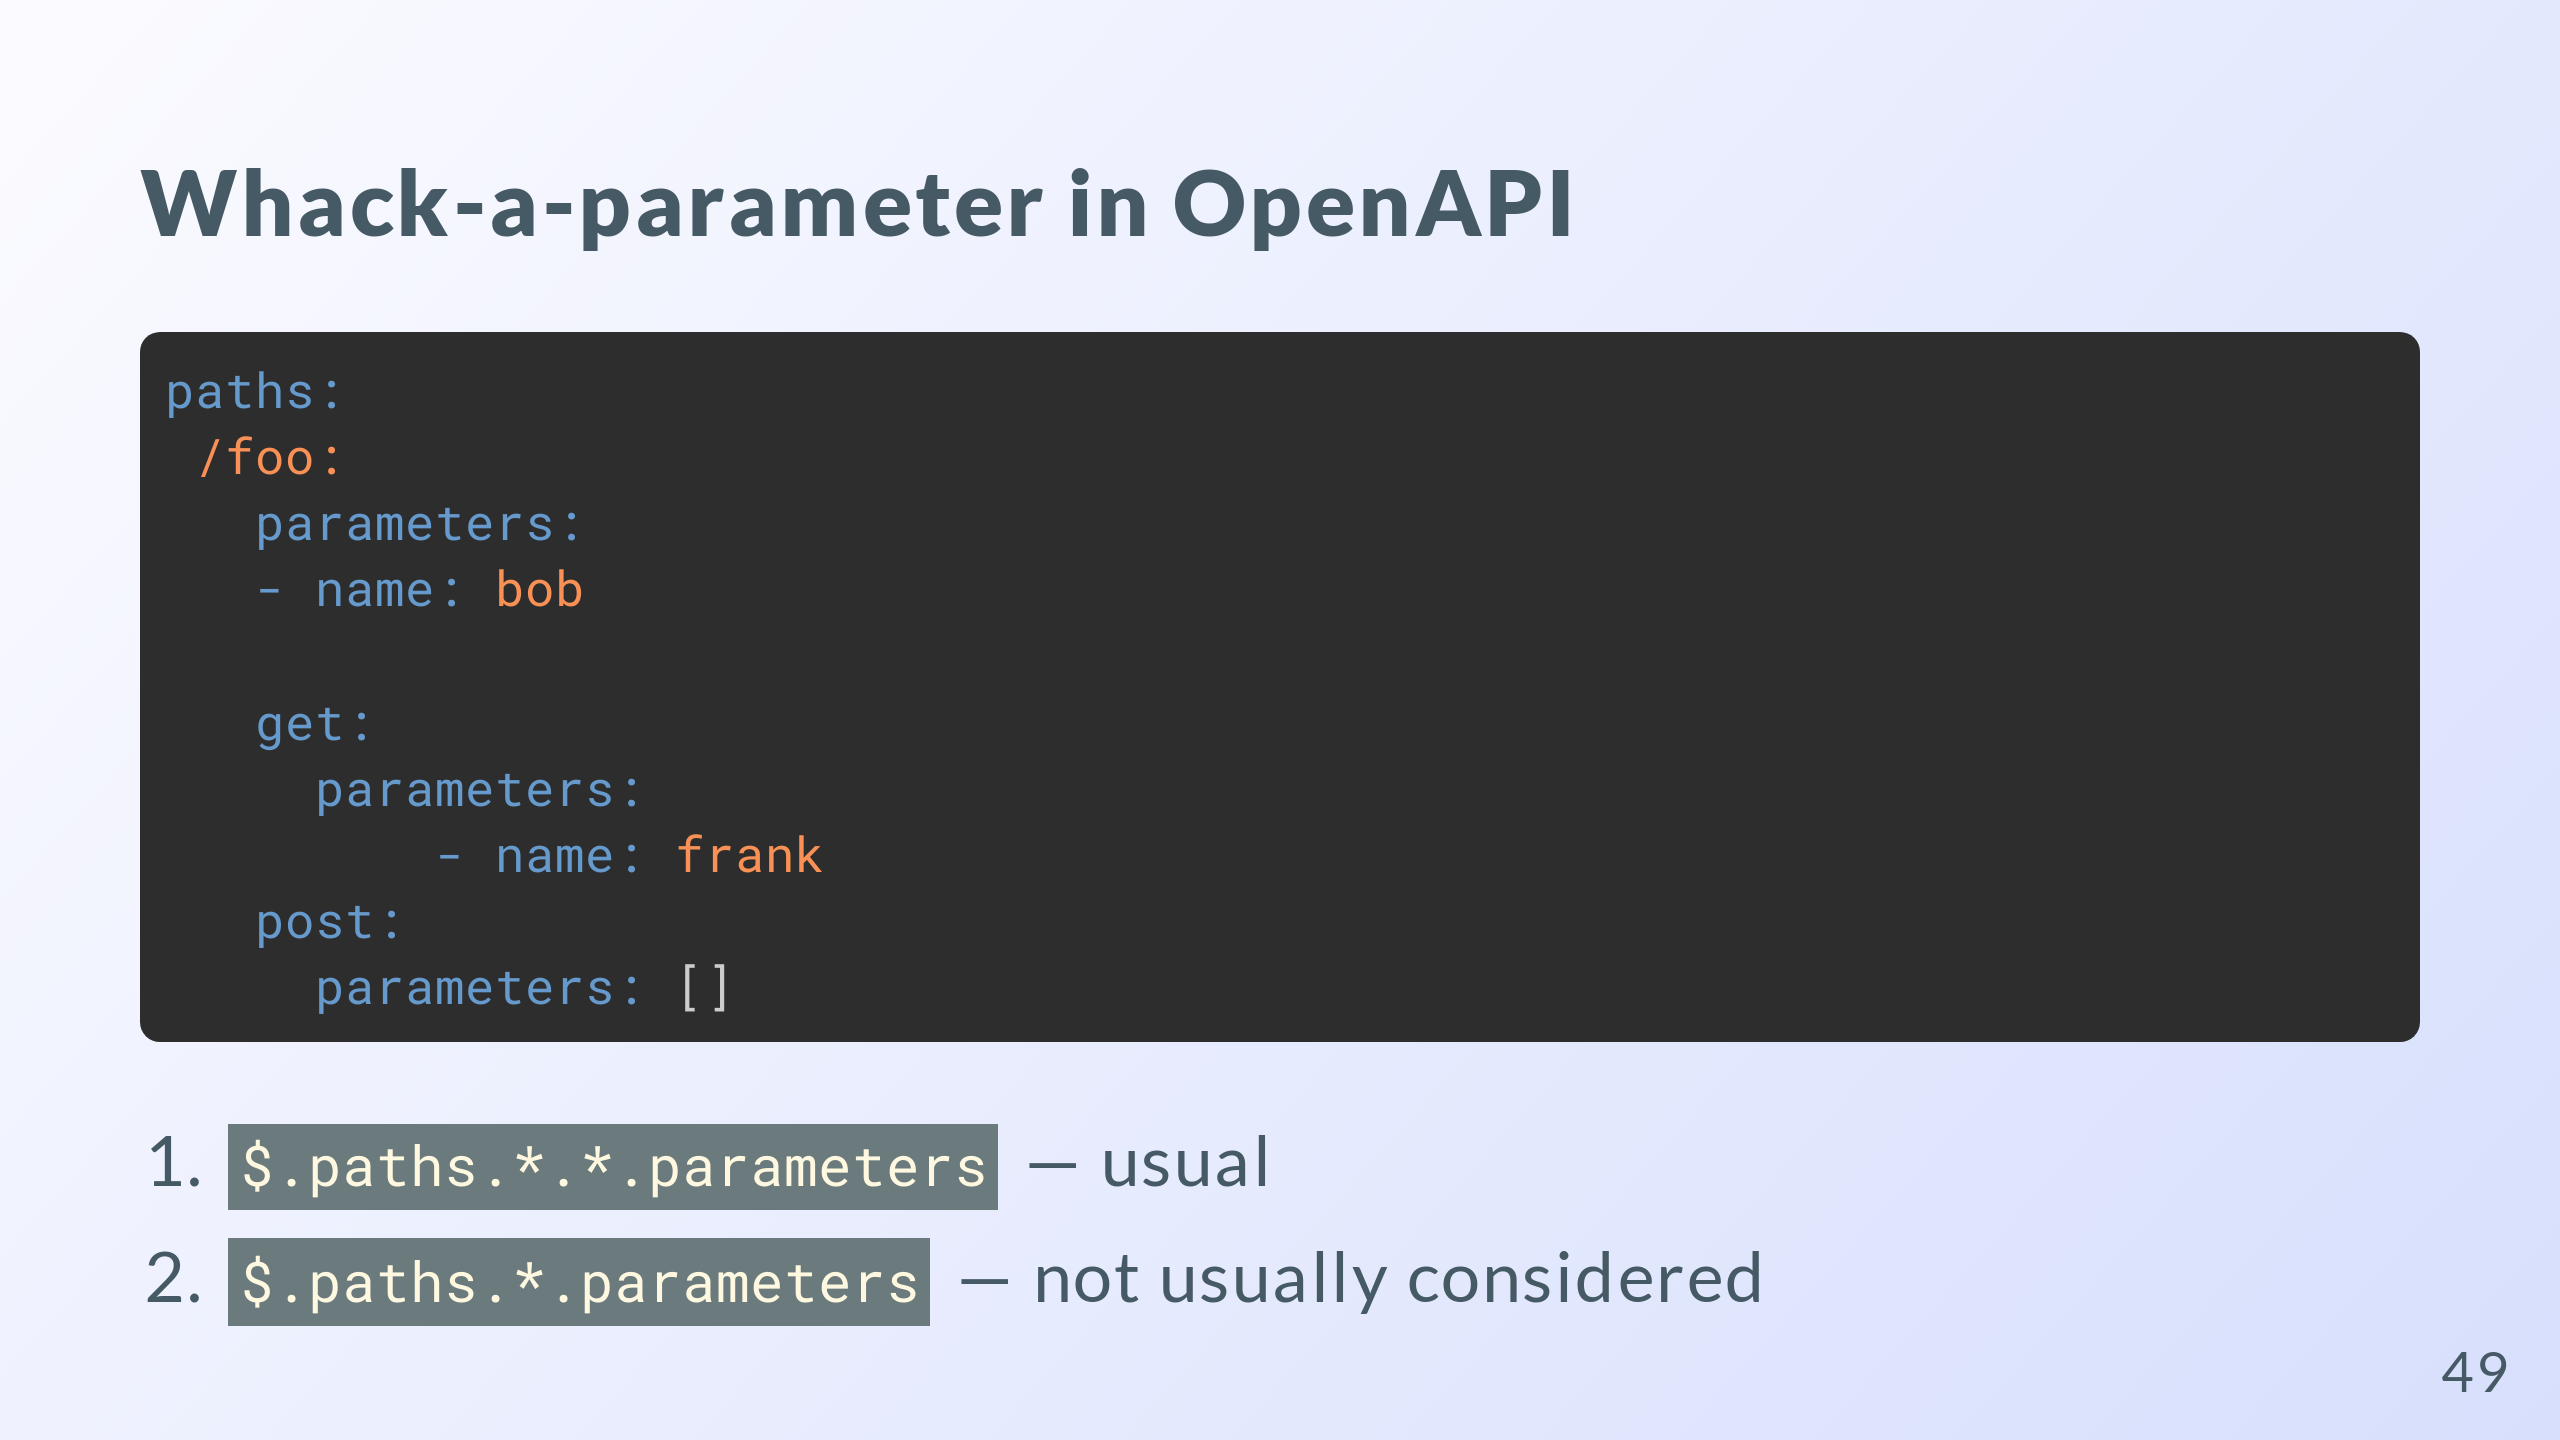 Whack-a-parameter in OpenAPI
paths:
 /foo:
   parameters:
   - name: bob

   get:
     parameters:
         - name: frank
   post:
     parameters: []
1. $.paths.*.*.parameters — usual
2. $.paths.*.parameters — not usually considered
49